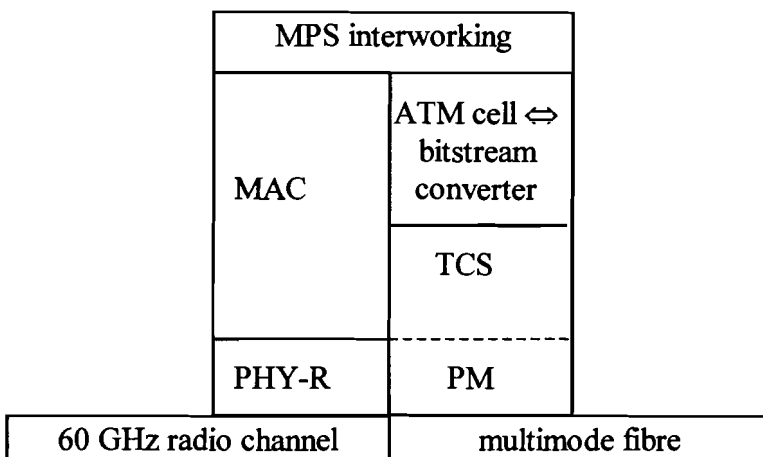 MPS interworking
MAC
ATM cell ⇔
bitstream
converter
TCS
PHY-R
PM
60 GHz radio channel
multimode fibre